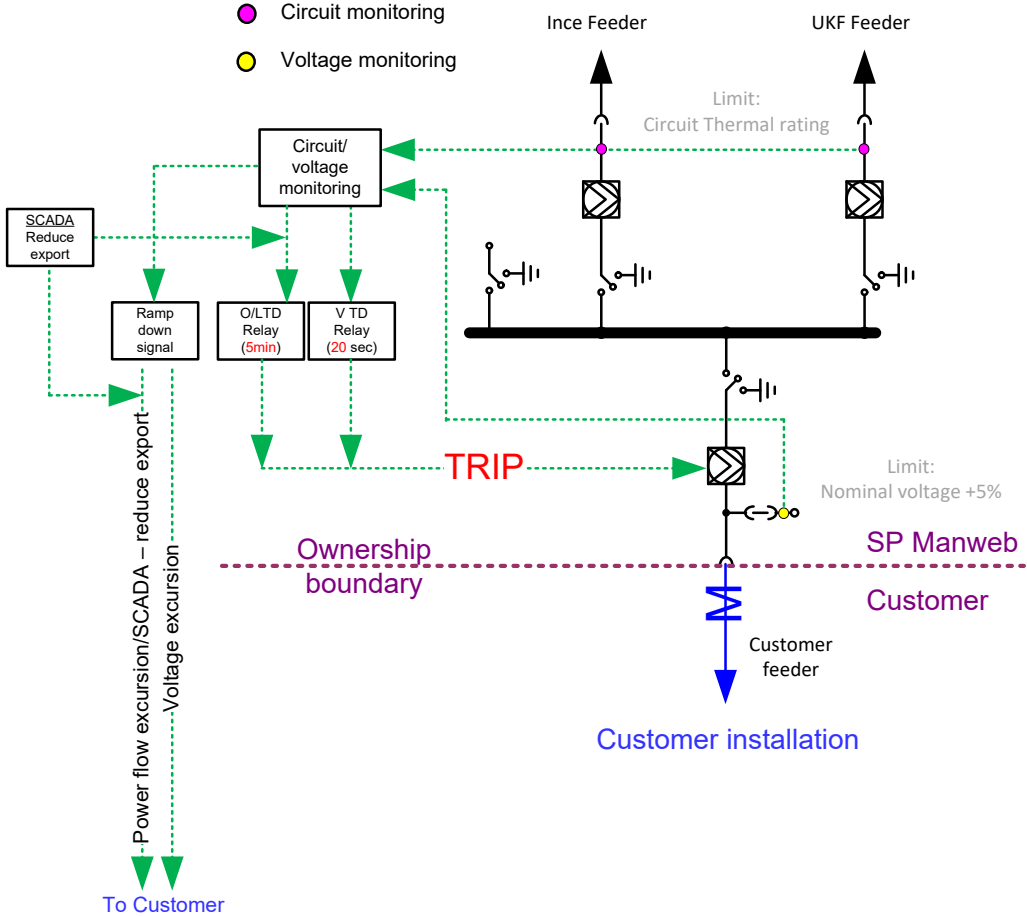 Circuit monitoring
Voltage monitoring
Ince Feeder
UKF Feeder
Limit:
Circuit Thermal rating
Circuit/
voltage
monitoring
SCADA
Reduce
export
Ramp
down
signal
O/LTD
Relay
(5min)
V TD
Relay
(20 sec)
TRIP
Limit:
Nominal voltage +5%
Ownership
boundary
SP Manweb
Customer
Customer
feeder
Customer installation
Power flow excursion/SCADA – reduce export
Voltage excursion
To Customer